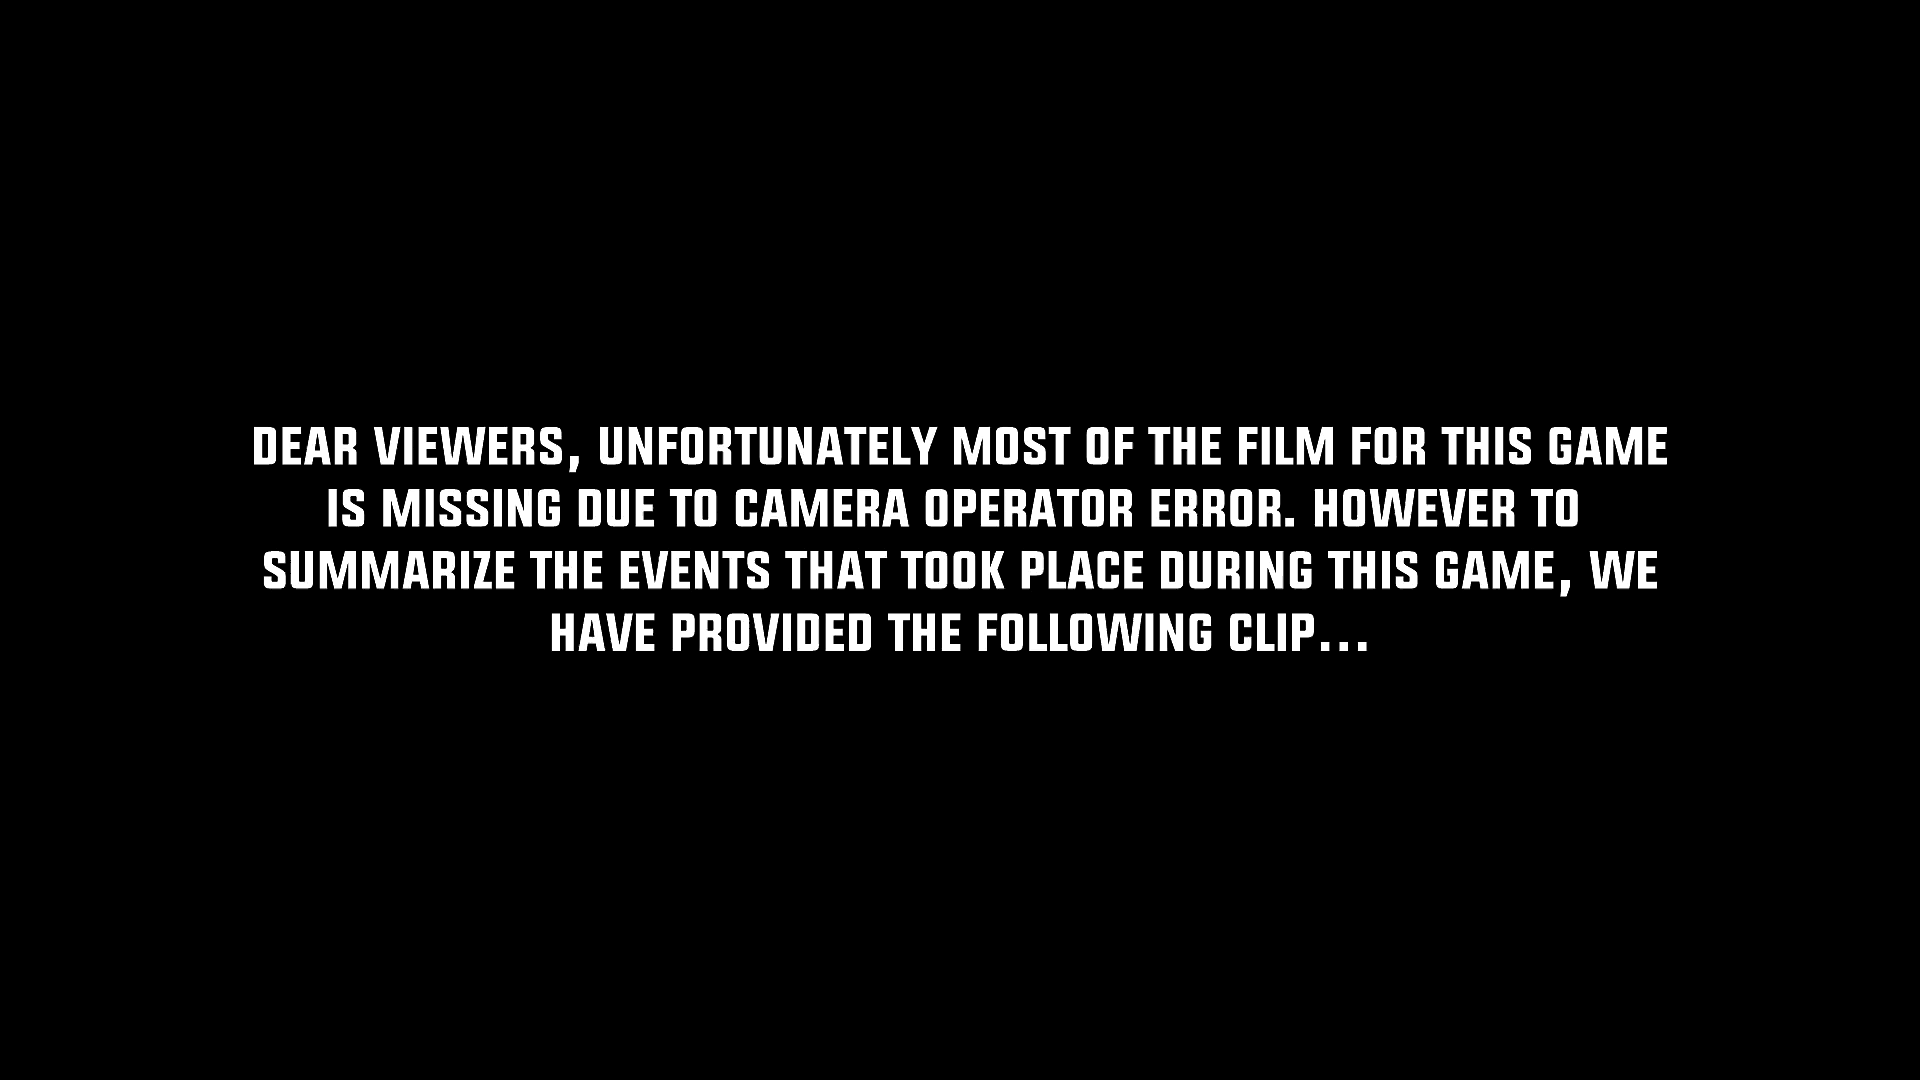 DEAR VIEWERS, UNFORTUNATELY MOST OF THE FILM FOR THIS GAME
IS MISSING DUE TO CAMERA OPERATOR ERROR. HOWEVER TO
SUMMARIZE THE EVENTS THAT TOOK PLACE DURING THIS GAME, WE
HAVE PROVIDED THE FOLLOWING CLIP...